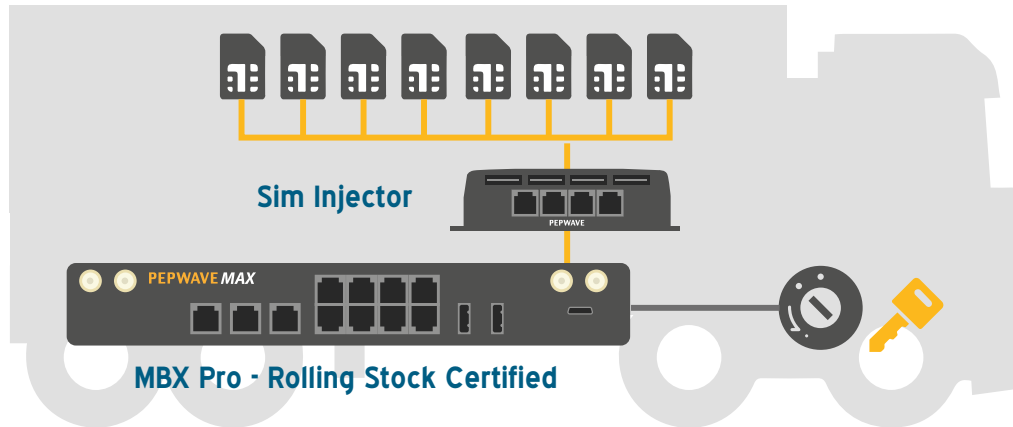 Sim Injector
PEPWAVE
PEPWAVE MAX
MBX Pro - Rolling Stock Certified